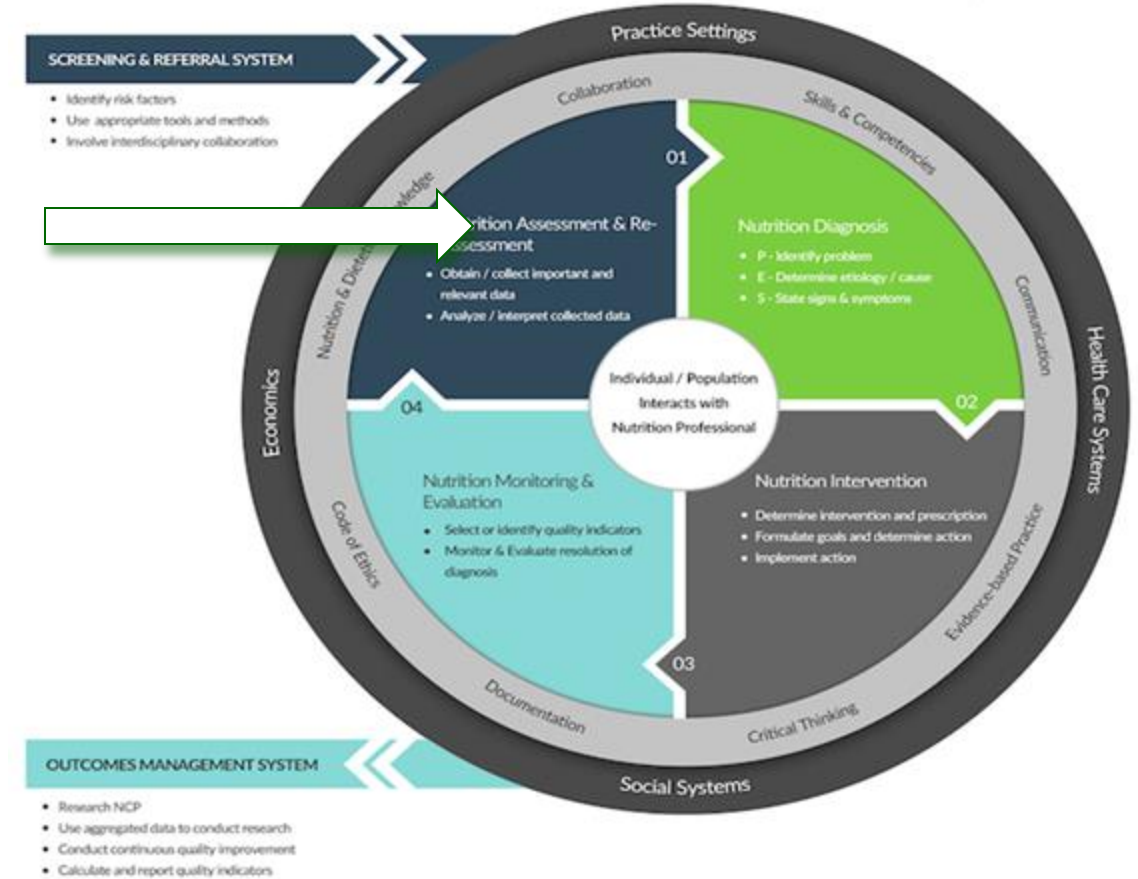 Practice Settings
SCREENING & REFERRAL SYSTEM
Identify risk factors
Use appropriate tools and methods
Involve interdisciplinary collaboration
Collaboration
Skills & Competencies
01
rition Assessment & Re-
ssessment
Obtain / collect important and
relevant data
Analyze / interpret collected data
Nutrition Diagnosis
P - Identify problem
E - Determine etiology / cause
S - State signs & symptoms
Nutrition &
Communication
Economics
Health Care Systems
Individual / Population
Interacts with
Nutrition Professional
04
02
Nutrition Monitoring &
Evaluation
Select or identify quality indicators
Monitor & Evaluate resolution of
diagnosis
Nutrition Intervention
Determine intervention and prescription
Formulate goals and determine action
Implement action
Code of Ethics
Evidence-based Practice
03
Documentation
Critical Thinking
Social Systems
OUTCOMES MANAGEMENT SYSTEM
Research NCP
Use aggregated data to conduct research
Conduct continuous quality improvement
Calculate and report quality indicators